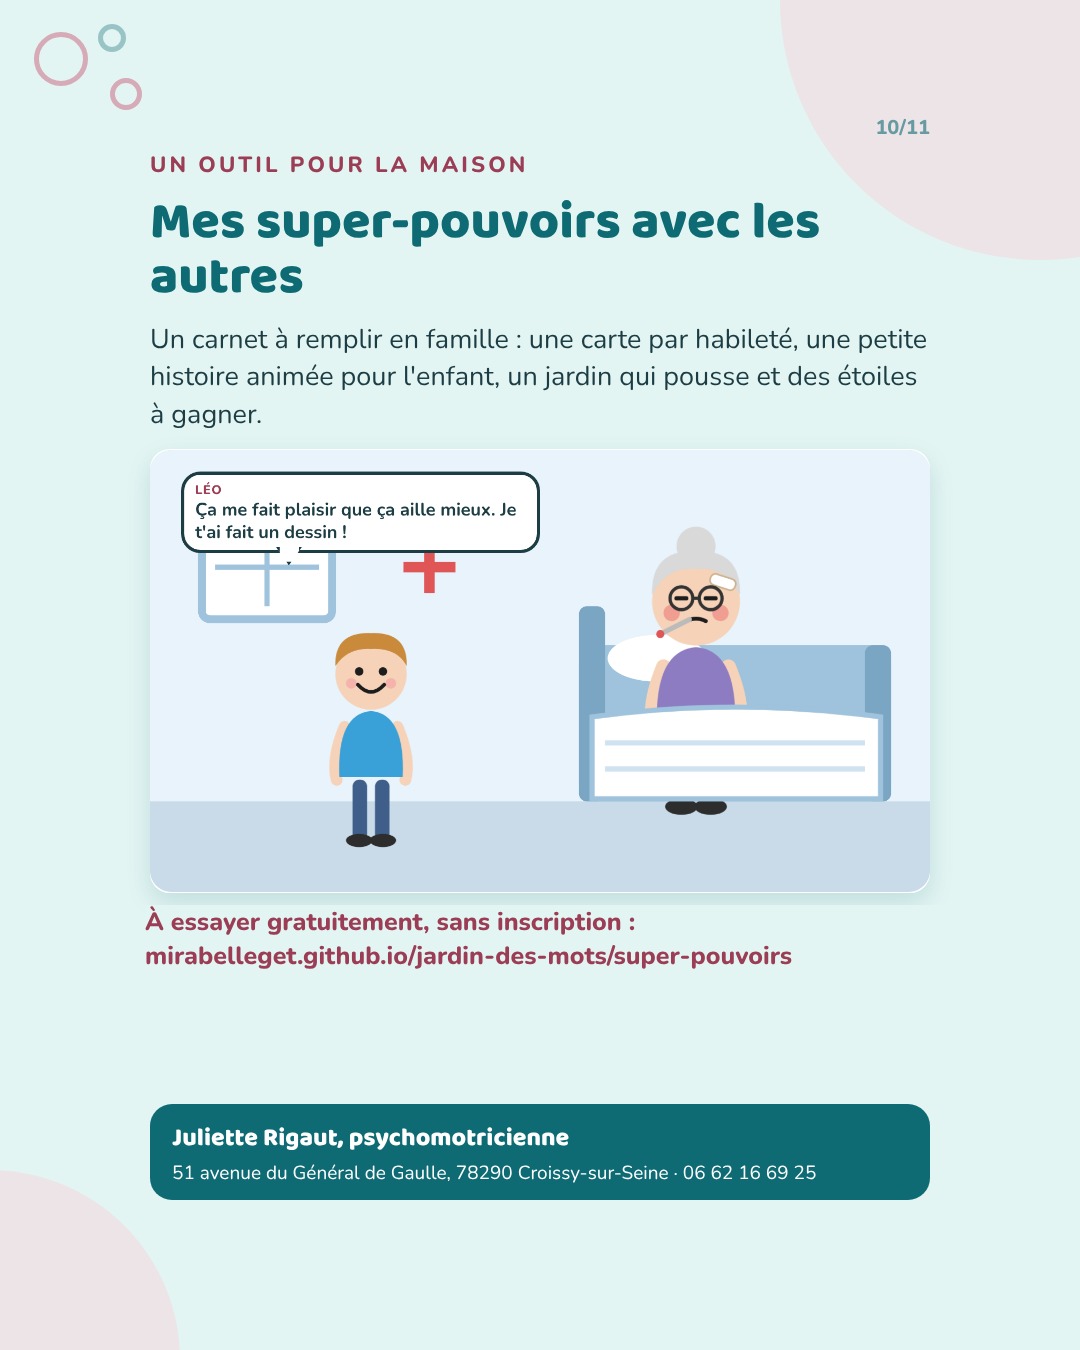 10/11
UN OUTIL POUR LA MAISON
Mes super-pouvoirs avec les
autres
Un carnet à remplir en famille : une carte par habileté, une petite
histoire animée pour l'enfant, un jardin qui pousse et des étoiles
à gagner.
LÉO
Ça me fait plaisir que ça aille mieux. Je
t'ai fait un dessin !
À essayer gratuitement, sans inscription :
mirabelleget.github.io/jardin-des-mots/super-pouvoirs
Juliette Rigaut, psychomotricienne
51 avenue du Général de Gaulle, 78290 Croissy-sur-Seine · 06 62 16 69 25